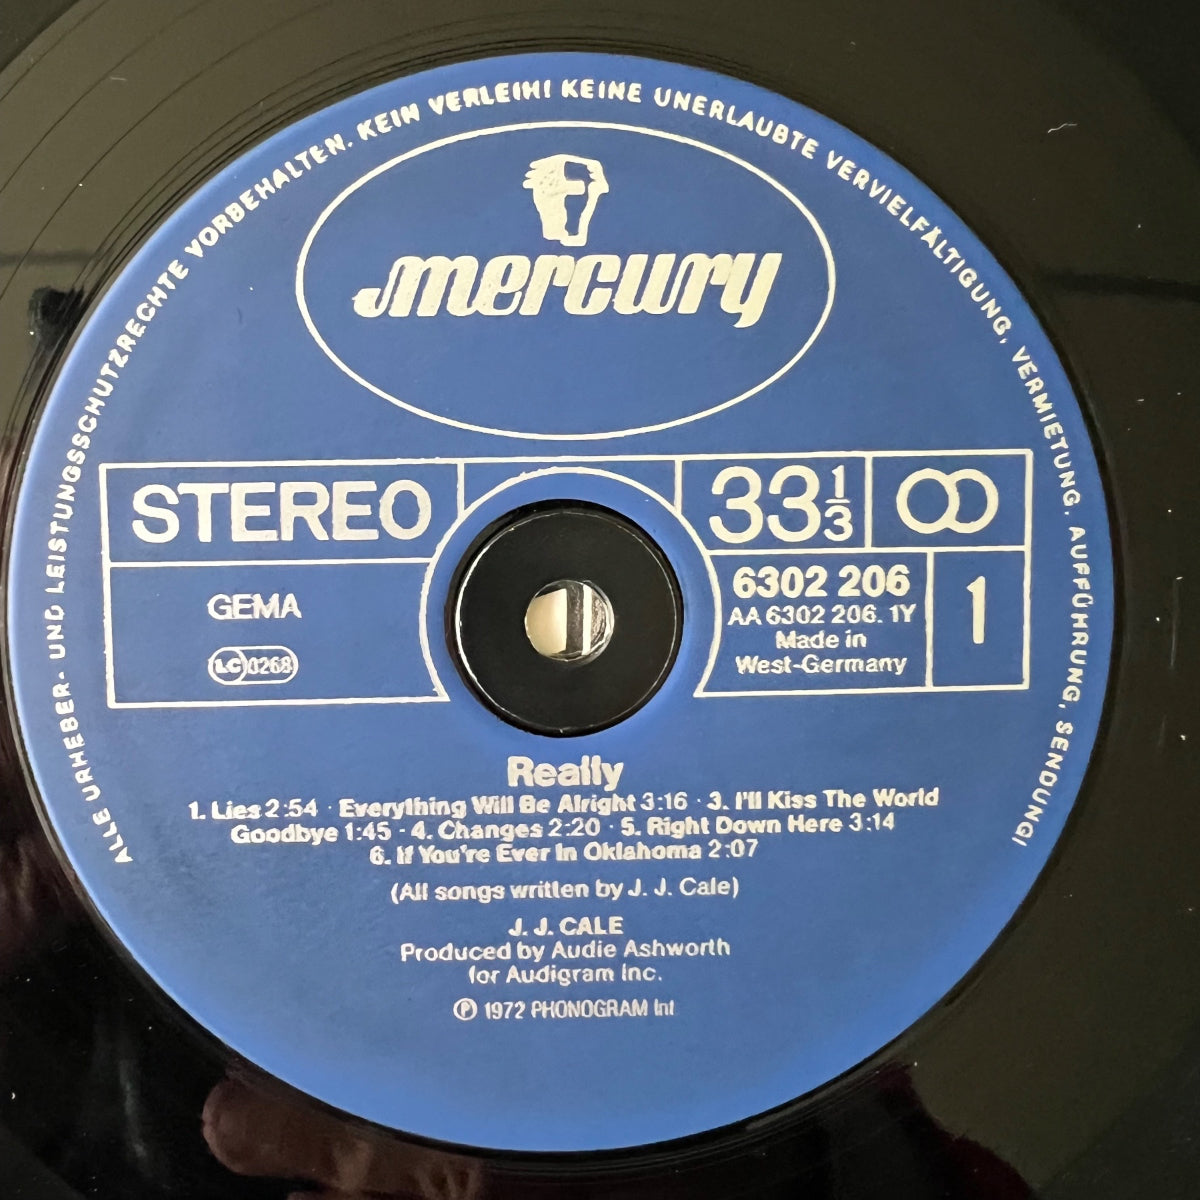 ALLE URHEBER- UND LEISTUNGSSCHUTZRECHTE VORBEHALTEN. KEIN VERLEIH! KEINE UNERLAUBTE VERVIELFÄLTIGUNG, VERMIETUNG, AUFFÜHRUNG, SENDUNG!
mercury
STEREO
33 1/3
GEMA
LC 0268
6302 206
AA 6302 206. 1Y
Made in
West-Germany
1
Really
1. Lies 2:54 · Everything Will Be Alright 3:16 · 3. I'll Kiss The World
Goodbye 1:45 · 4. Changes 2:20 · 5. Right Down Here 3:14
6. If You're Ever In Oklahoma 2:07
(All songs written by J. J. Cale)
J. J. CALE
Produced by Audie Ashworth
for Audigram Inc.
℗ 1972 PHONOGRAM Int